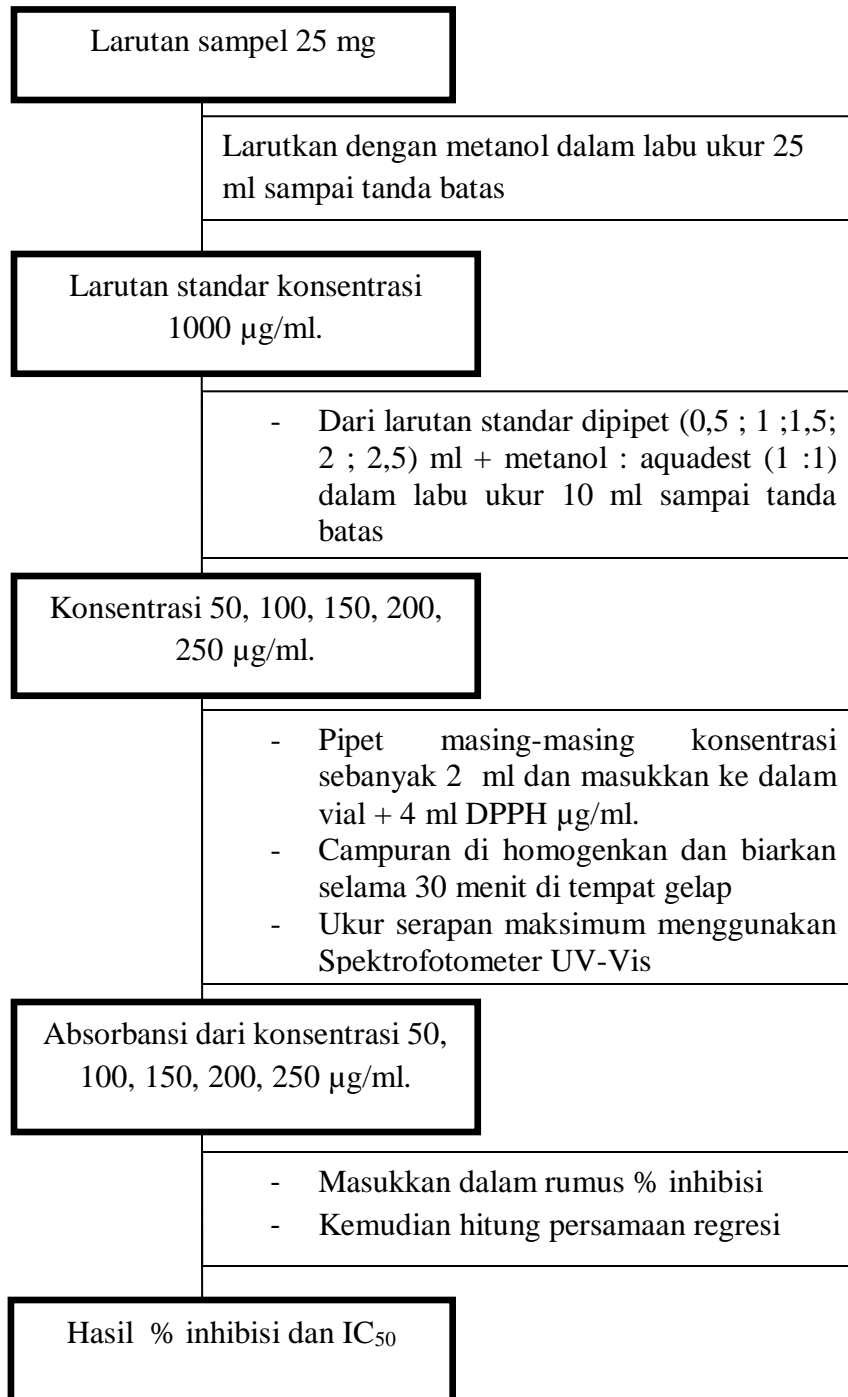 Larutan sampel 25 mg
Larutkan dengan metanol dalam labu ukur 25
ml sampai tanda batas
Larutan standar konsentrasi
1000 µg/ml.
- Dari larutan standar dipipet (0,5 ; 1 ;1,5;
2 ; 2,5) ml + metanol : aquadest (1 :1)
dalam labu ukur 10 ml sampai tanda
batas
Konsentrasi 50, 100, 150, 200,
250 µg/ml.
- Pipet masing-masing konsentrasi
sebanyak 2 ml dan masukkan ke dalam
vial + 4 ml DPPH µg/ml.
- Campuran di homogenkan dan biarkan
selama 30 menit di tempat gelap
- Ukur serapan maksimum menggunakan
Spektrofotometer UV-Vis
Absorbansi dari konsentrasi 50,
100, 150, 200, 250 µg/ml.
- Masukkan dalam rumus % inhibisi
- Kemudian hitung persamaan regresi
Hasil % inhibisi dan IC₅₀